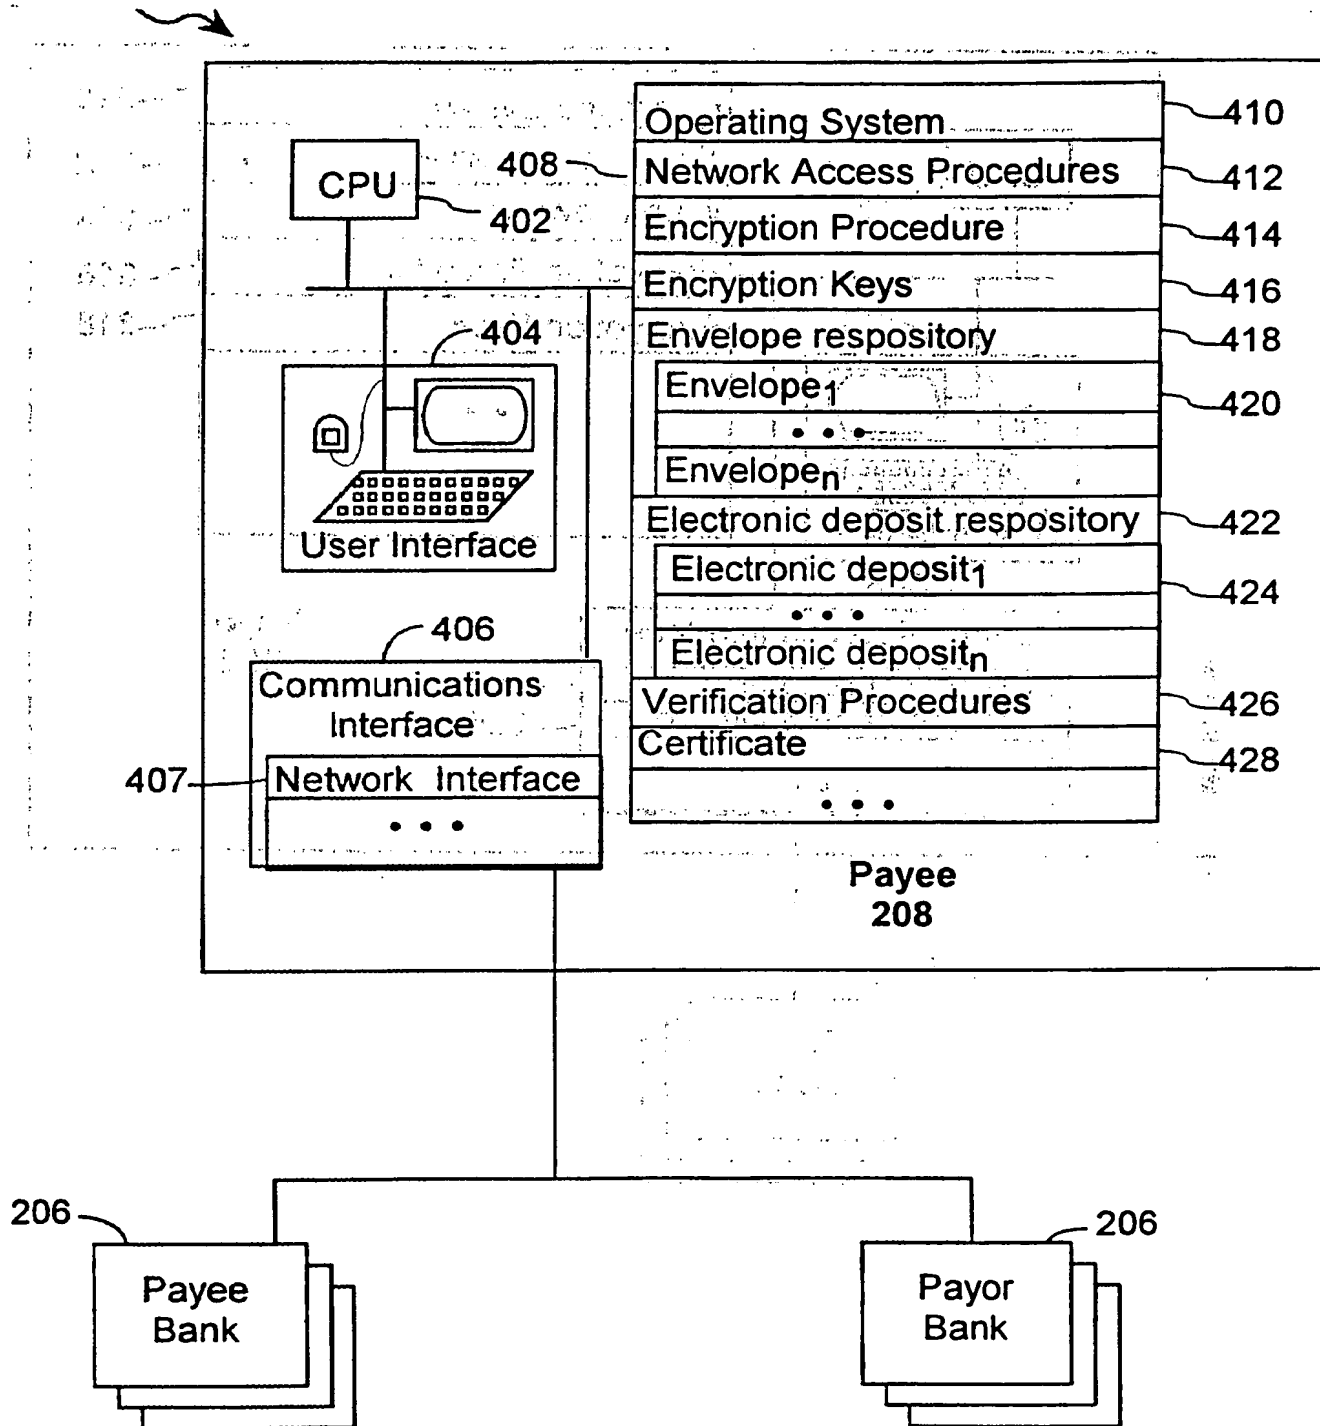 Operating System 410
CPU
402
408 Network Access Procedures 412
Encryption Procedure 414
Encryption Keys 416
404
Envelope respository 418
Envelope1 420
• • •
Envelopen
User Interface
Electronic deposit respository 422
Electronic deposit1 424
• • •
Electronic depositn
406
Communications
Interface
407 Network Interface
• • •
Verification Procedures 426
Certificate 428
• • •
Payee
208
206
Payee
Bank
206
Payor
Bank